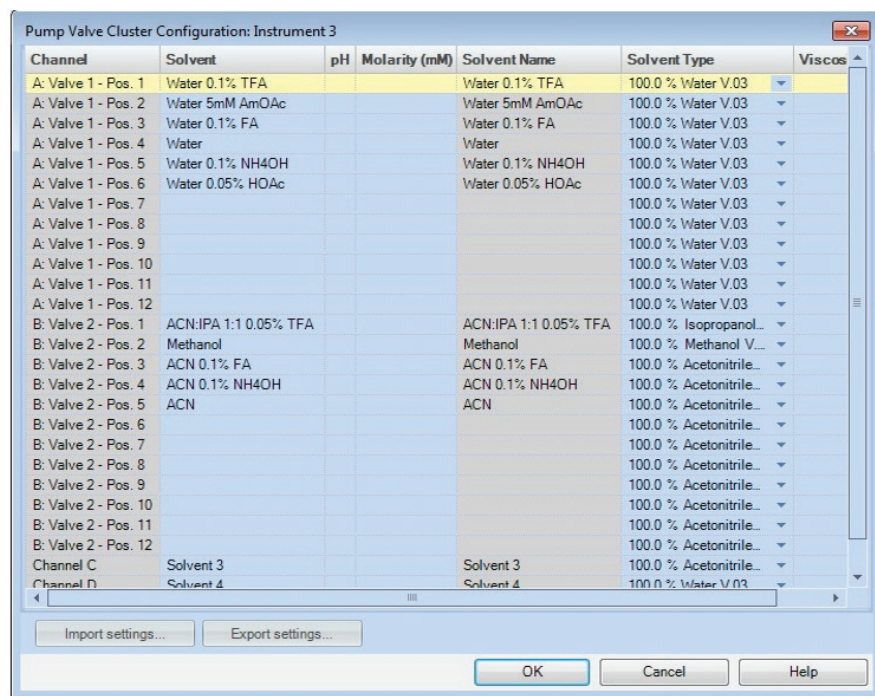 Pump Valve Cluster Configuration: Instrument 3
Channel Solvent pH Molarity (mM) Solvent Name Solvent Type Viscos
A: Valve 1 - Pos. 1 Water 0.1% TFA Water 0.1% TFA 100.0 % Water V.03
A: Valve 1 - Pos. 2 Water 5mM AmOAc Water 5mM AmOAc 100.0 % Water V.03
A: Valve 1 - Pos. 3 Water 0.1% FA Water 0.1% FA 100.0 % Water V.03
A: Valve 1 - Pos. 4 Water Water 100.0 % Water V.03
A: Valve 1 - Pos. 5 Water 0.1% NH4OH Water 0.1% NH4OH 100.0 % Water V.03
A: Valve 1 - Pos. 6 Water 0.05% HOAc Water 0.05% HOAc 100.0 % Water V.03
A: Valve 1 - Pos. 7 100.0 % Water V.03
A: Valve 1 - Pos. 8 100.0 % Water V.03
A: Valve 1 - Pos. 9 100.0 % Water V.03
A: Valve 1 - Pos. 10 100.0 % Water V.03
A: Valve 1 - Pos. 11 100.0 % Water V.03
A: Valve 1 - Pos. 12 100.0 % Water V.03
B: Valve 2 - Pos. 1 ACN:IPA 1:1 0.05% TFA ACN:IPA 1:1 0.05% TFA 100.0 % Isopropanol...
B: Valve 2 - Pos. 2 Methanol Methanol 100.0 % Methanol V....
B: Valve 2 - Pos. 3 ACN 0.1% FA ACN 0.1% FA 100.0 % Acetonitrile...
B: Valve 2 - Pos. 4 ACN 0.1% NH4OH ACN 0.1% NH4OH 100.0 % Acetonitrile...
B: Valve 2 - Pos. 5 ACN ACN 100.0 % Acetonitrile...
B: Valve 2 - Pos. 6 100.0 % Acetonitrile...
B: Valve 2 - Pos. 7 100.0 % Acetonitrile...
B: Valve 2 - Pos. 8 100.0 % Acetonitrile...
B: Valve 2 - Pos. 9 100.0 % Acetonitrile...
B: Valve 2 - Pos. 10 100.0 % Acetonitrile...
B: Valve 2 - Pos. 11 100.0 % Acetonitrile...
B: Valve 2 - Pos. 12 100.0 % Acetonitrile...
Channel C Solvent 3 Solvent 3 100.0 % Acetonitrile...
Channel D Solvent 4 Solvent 4 100.0 % Water V.03
Import settings... Export settings...
OK Cancel Help